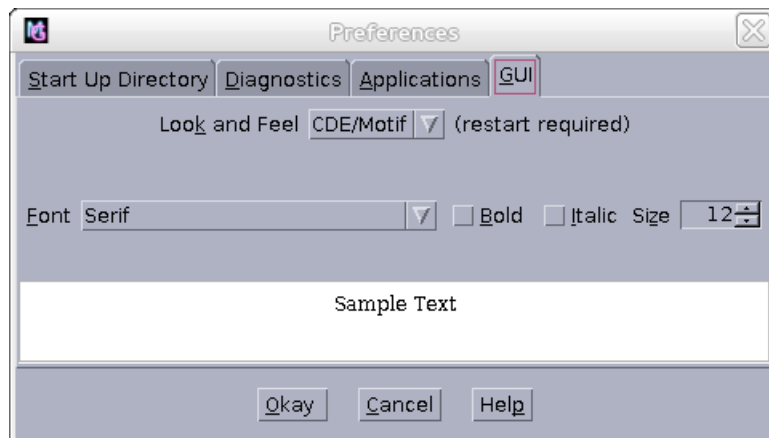 Preferences
Start Up Directory Diagnostics Applications GUI
Look and Feel CDE/Motif (restart required)
Font Serif Bold Italic Size 12
Sample Text
Okay Cancel Help